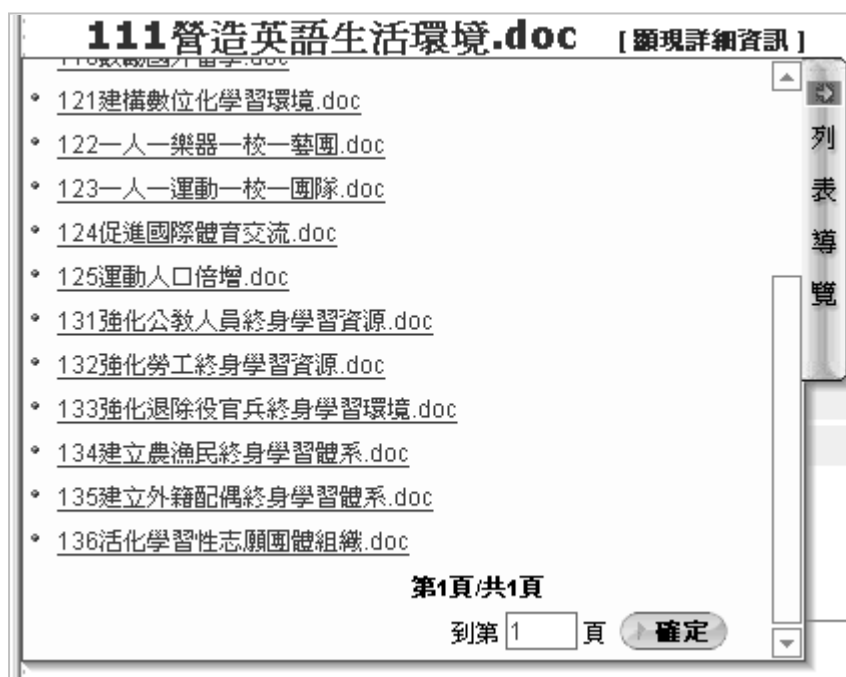 111營造英語生活環境.doc [ 顯現詳細資訊 ]
121建構數位化學習環境.doc
122一人一樂器一校一藝團.doc
123一人一運動一校一團隊.doc
124促進國際體育交流.doc
125運動人口倍增.doc
131強化公教人員終身學習資源.doc
132強化勞工終身學習資源.doc
133強化退除役官兵終身學習環境.doc
134建立農漁民終身學習體系.doc
135建立外籍配偶終身學習體系.doc
136活化學習性志願團體組織.doc
第1頁/共1頁
到第 1 頁 確定
列表導覽